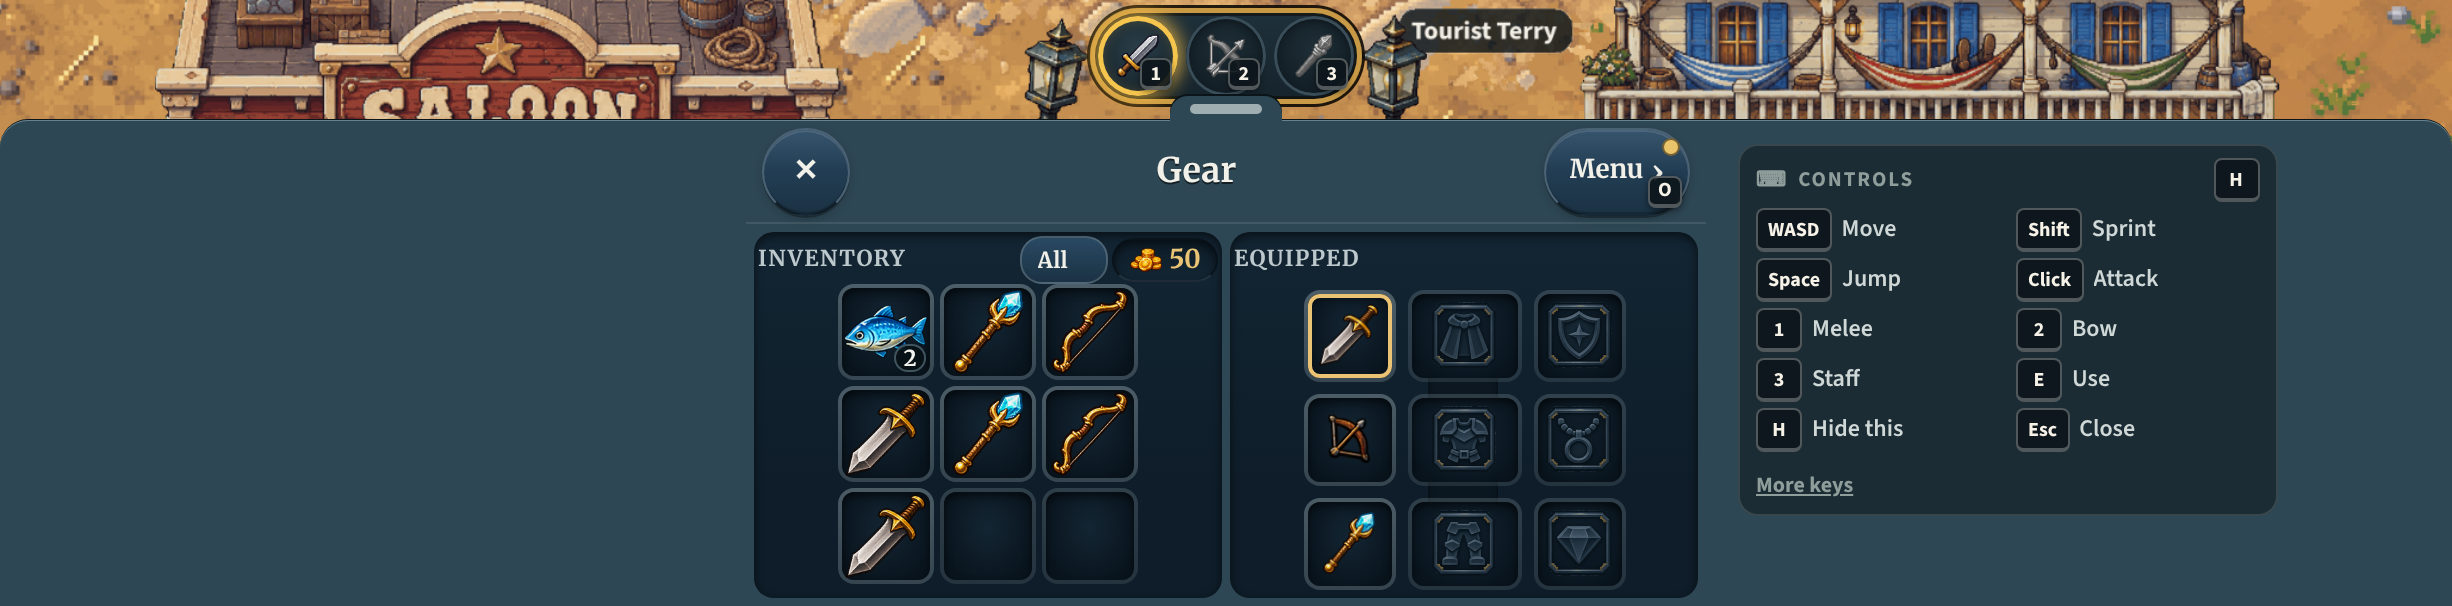 SALOON
1
2
3
Tourist Terry
×
Gear
Menu ›
O
INVENTORY
All
50
2
EQUIPPED
CONTROLS
H
WASD Move
Shift Sprint
Space Jump
Click Attack
1 Melee
2 Bow
3 Staff
E Use
H Hide this
Esc Close
More keys